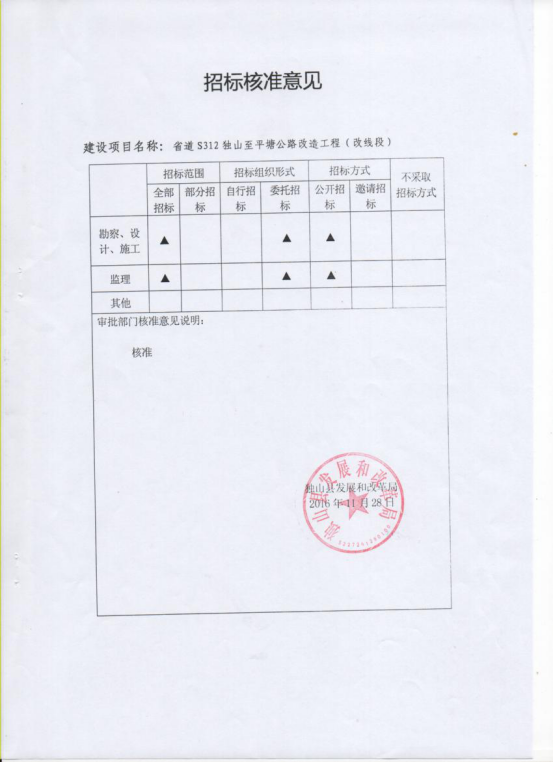 招标核准意见
建设项目名称：省道 S312 独山至平塘公路改造工程（改线段）
招标范围 招标组织形式 招标方式 不采取
招标方式
全部 部分招 自行招 委托招 公开招 邀请招
招标 标 标 标 标 标
勘察、设 ▲ ▲ ▲
计、施工
监理 ▲ ▲ ▲
其他
审批部门核准意见说明：
核准
独山县发展和改革局
2016 年 11 月 28 日
独山县发展和改革局